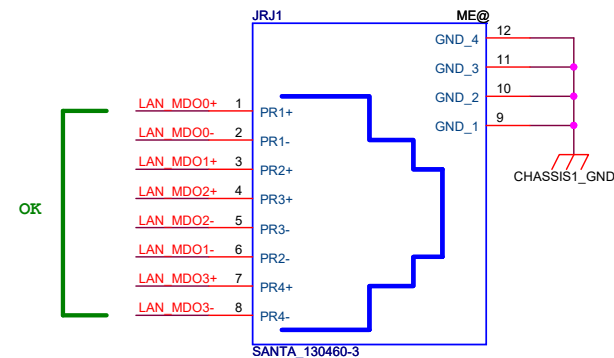 JRJ1 ME@
GND_4 12
GND_3 11
GND_2 10
GND_1 9
CHASSIS1_GND
OK
LAN_MDO0+ 1 PR1+
LAN_MDO0- 2 PR1-
LAN_MDO1+ 3 PR2+
LAN_MDO2+ 4 PR3+
LAN_MDO2- 5 PR3-
LAN_MDO1- 6 PR2-
LAN_MDO3+ 7 PR4+
LAN_MDO3- 8 PR4-
SANTA_130460-3